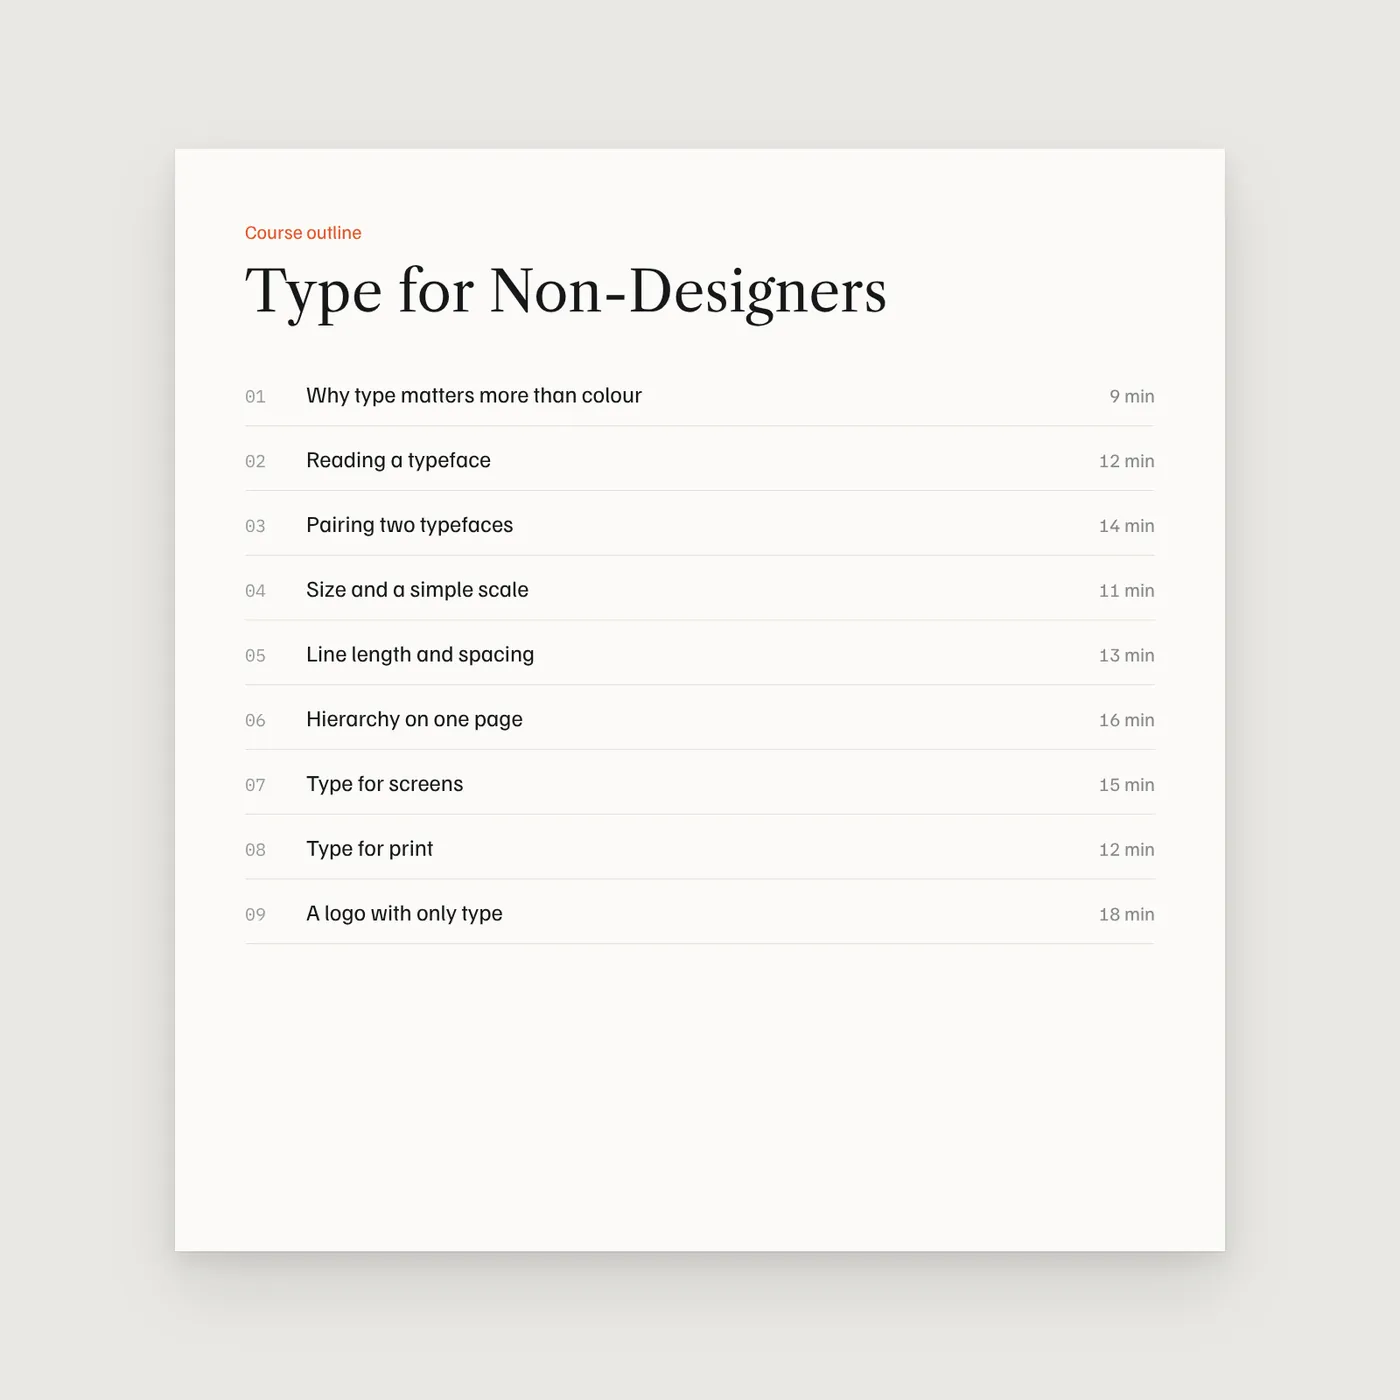 Course outline
Type for Non-Designers
01 Why type matters more than colour 9 min
02 Reading a typeface 12 min
03 Pairing two typefaces 14 min
04 Size and a simple scale 11 min
05 Line length and spacing 13 min
06 Hierarchy on one page 16 min
07 Type for screens 15 min
08 Type for print 12 min
09 A logo with only type 18 min